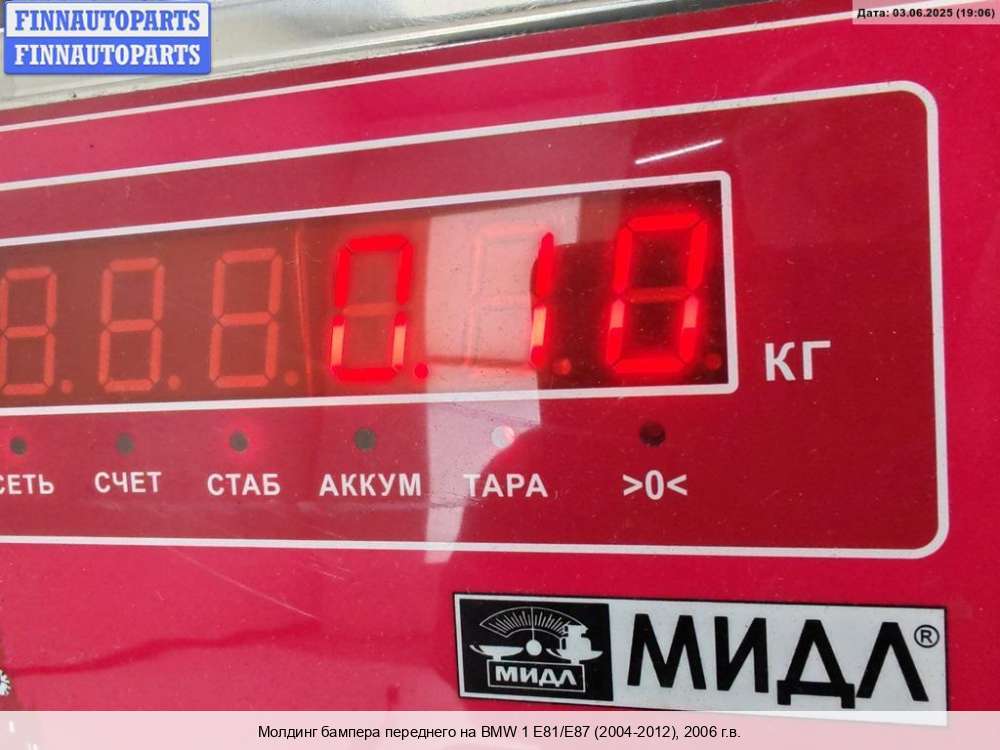 FINNAUTOPARTS
FINNAUTOPARTS
Дата: 03.06.2025 (19:06)
0.10
КГ
СЕТЬ СЧЕТ СТАБ АККУМ ТАРА >0<
МИДЛ МИДЛ®
Молдинг бампера переднего на BMW 1 E81/E87 (2004-2012), 2006 г.в.